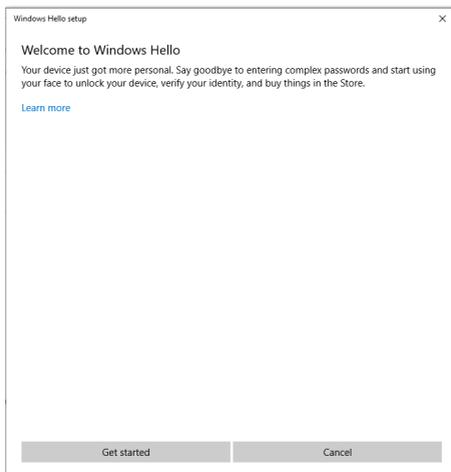 Windows Hello setup
Welcome to Windows Hello
Your device just got more personal. Say goodbye to entering complex passwords and start using
your face to unlock your device, verify your identity, and buy things in the Store.
Learn more
Get started
Cancel